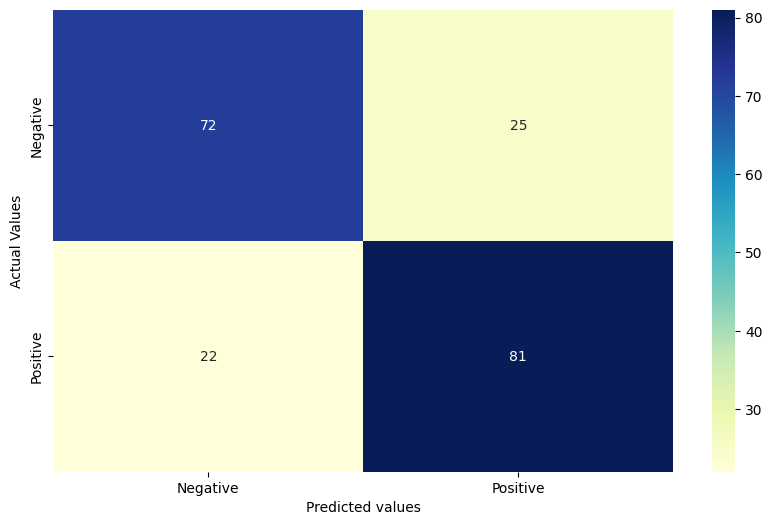 Actual Values
Negative
Positive
72
25
22
81
Negative
Positive
Predicted values
80
70
60
50
40
30